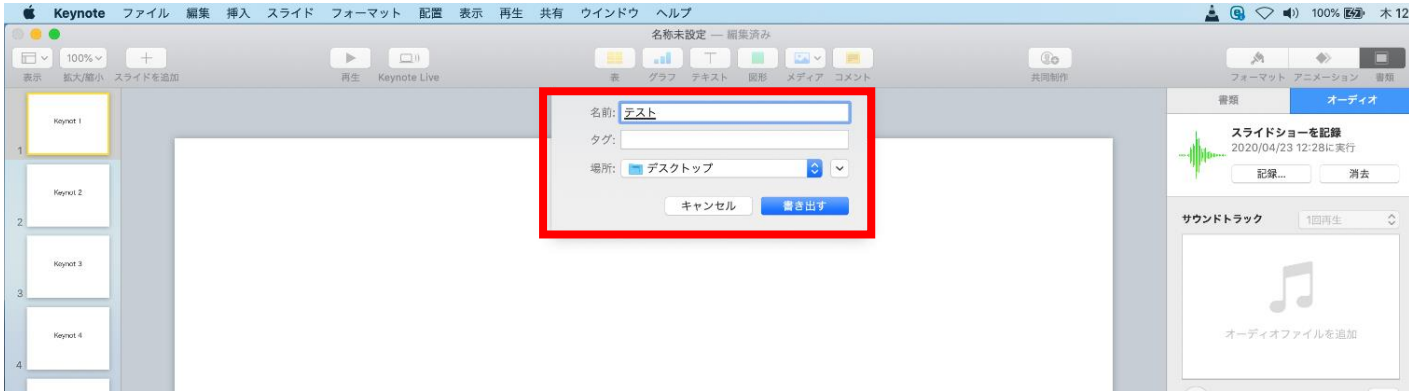 Keynote ファイル 編集 挿入 スライド フォーマット 配置 表示 再生 共有 ウインドウ ヘルプ 100% 木 12
名称未設定 — 編集済み
100%
表示 拡大/縮小 スライドを追加 再生 Keynote Live 表 グラフ テキスト 図形 メディア コメント 共同制作 フォーマット アニメーション 書類
Keynot 1
1
Keynot 2
2
Keynot 3
3
Keynot 4
4
名前: テスト
タグ:
場所: デスクトップ
キャンセル 書き出す
書類 オーディオ
スライドショーを記録
2020/04/23 12:28に実行
記録... 消去
サウンドトラック 1回再生
オーディオファイルを追加